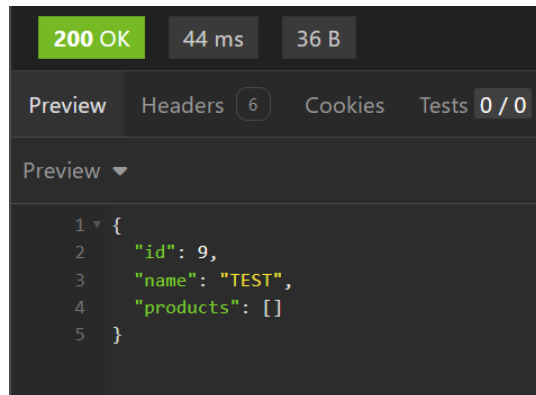 200 OK 44 ms 36 B
Preview Headers 6 Cookies Tests 0 / 0
Preview
1 {
2 "id": 9,
3 "name": "TEST",
4 "products": []
5 }